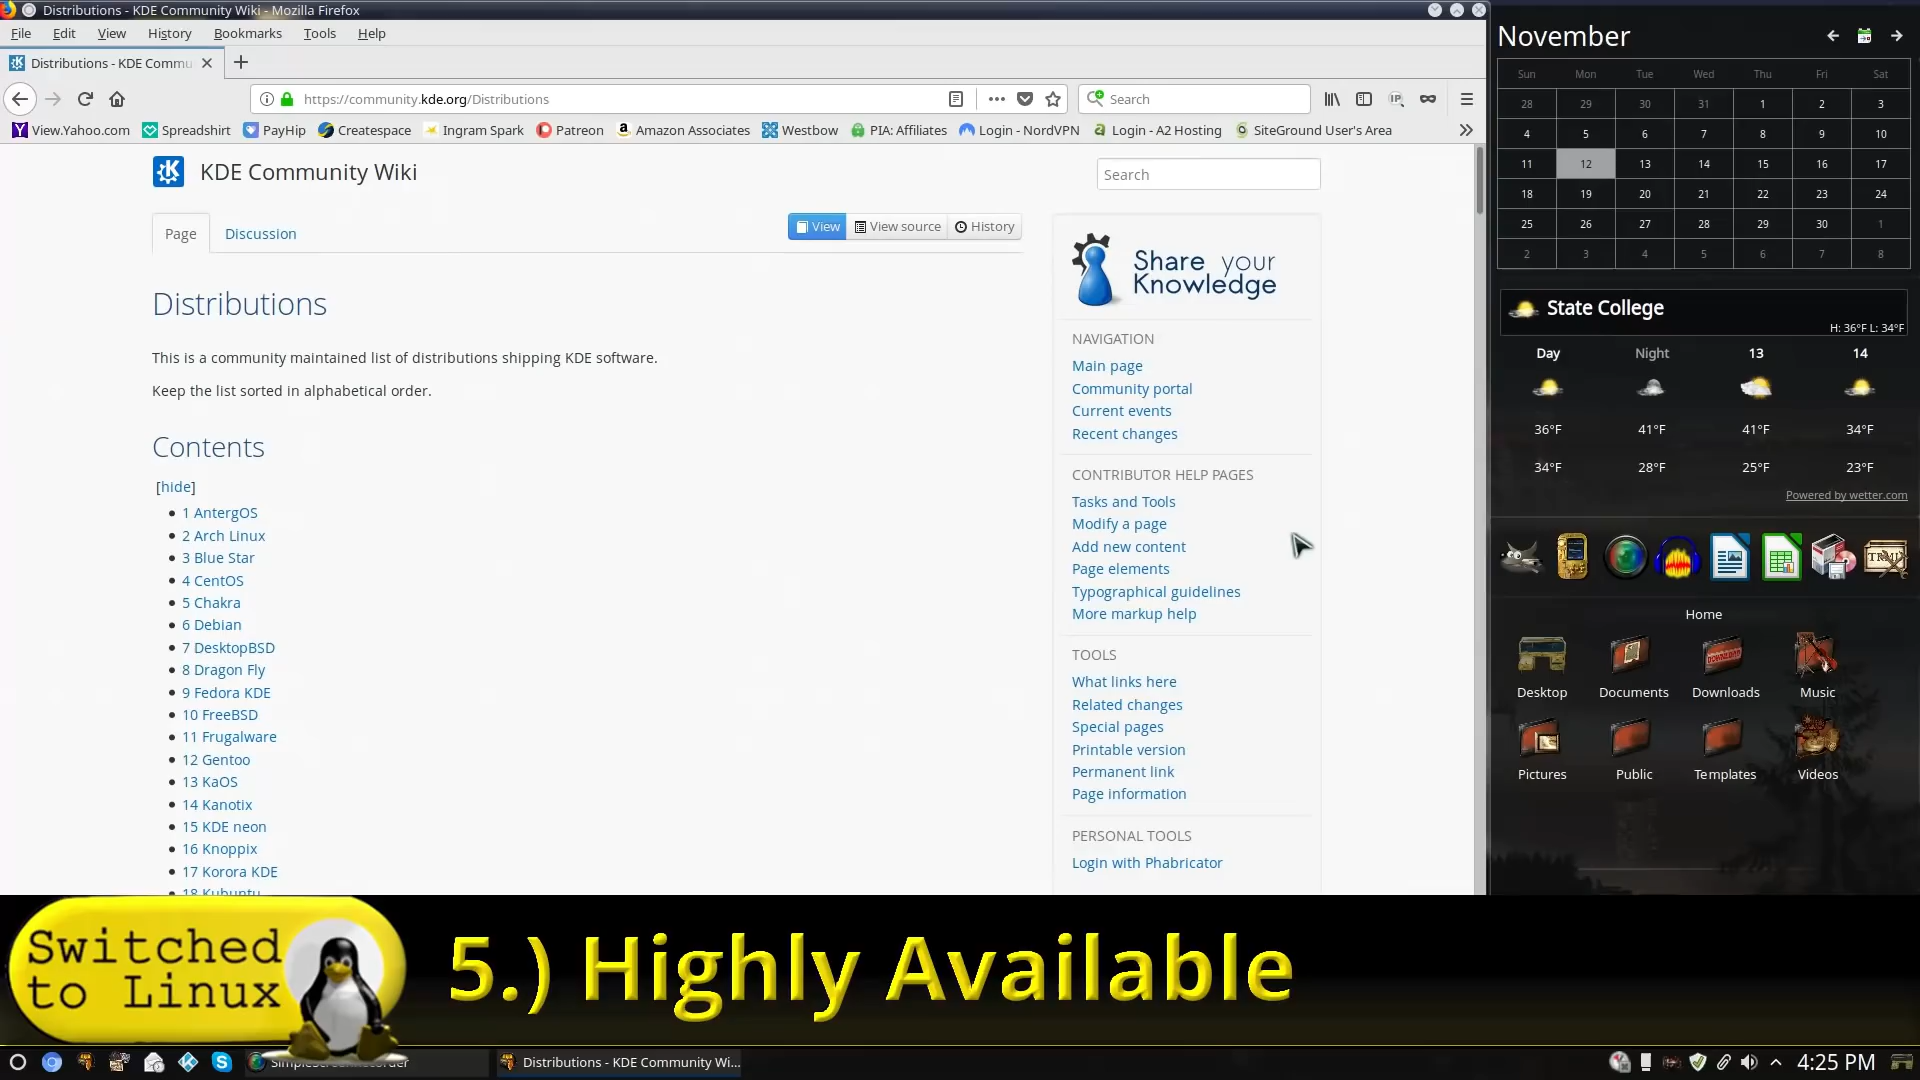 Distributions - KDE Community Wiki - Mozilla Firefox
File Edit View History Bookmarks Tools Help
Distributions - KDE Commu
https://community.kde.org/Distributions
Search
IP
View.Yahoo.com Spreadshirt PayHip Createspace Ingram Spark Patreon Amazon Associates Westbow PIA: Affiliates Login - NordVPN Login - A2 Hosting SiteGround User's Area
KDE Community Wiki
Search
Page Discussion
View View source History
Distributions
This is a community maintained list of distributions shipping KDE software.
Keep the list sorted in alphabetical order.
Contents
[hide]
1 AntergOS
2 Arch Linux
3 Blue Star
4 CentOS
5 Chakra
6 Debian
7 DesktopBSD
8 Dragon Fly
9 Fedora KDE
10 FreeBSD
11 Frugalware
12 Gentoo
13 KaOS
14 Kanotix
15 KDE neon
16 Knoppix
17 Korora KDE
18 Kubuntu
Share your
Knowledge
NAVIGATION
Main page
Community portal
Current events
Recent changes
CONTRIBUTOR HELP PAGES
Tasks and Tools
Modify a page
Add new content
Page elements
Typographical guidelines
More markup help
TOOLS
What links here
Related changes
Special pages
Printable version
Permanent link
Page information
PERSONAL TOOLS
Login with Phabricator
November
Sun Mon Tue Wed Thu Fri Sat
28 29 30 31 1 2 3
4 5 6 7 8 9 10
11 12 13 14 15 16 17
18 19 20 21 22 23 24
25 26 27 28 29 30 1
2 3 4 5 6 7 8
State College
H: 36°F L: 34°F
Day Night 13 14
36°F 41°F 41°F 34°F
34°F 28°F 25°F 23°F
Powered by wetter.com
Home
Desktop Documents Downloads Music
Pictures Public Templates Videos
Switched
to Linux
5.) Highly Available
SimpleScreenRecorder
Distributions - KDE Community Wi...
4:25 PM